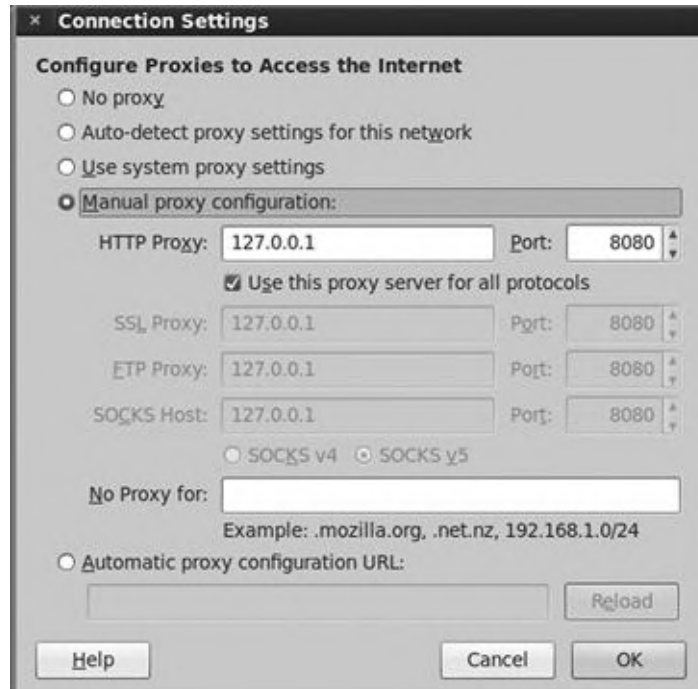 × Connection Settings
Configure Proxies to Access the Internet
No proxy
Auto-detect proxy settings for this network
Use system proxy settings
Manual proxy configuration:
HTTP Proxy: 127.0.0.1 Port: 8080
Use this proxy server for all protocols
SSL Proxy: 127.0.0.1 Port: 8080
FTP Proxy: 127.0.0.1 Port: 8080
SOCKS Host: 127.0.0.1 Port: 8080
SOCKS v4 SOCKS v5
No Proxy for:
Example: .mozilla.org, .net.nz, 192.168.1.0/24
Automatic proxy configuration URL:
Reload
Help Cancel OK